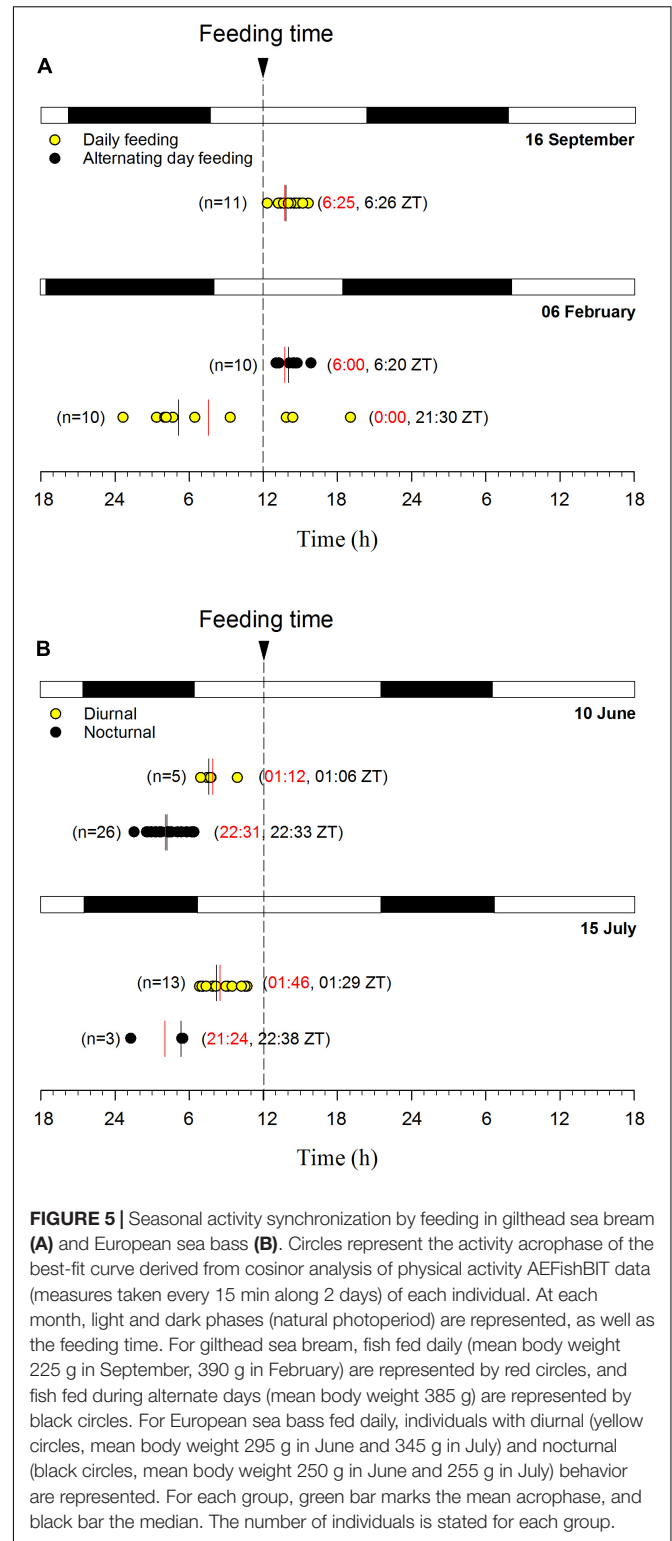 Feeding time
A
16 September
Daily feeding
Alternating day feeding
(n=11) (6:25, 6:26 ZT)
06 February
(n=10) (6:00, 6:20 ZT)
(n=10) (0:00, 21:30 ZT)
18 24 6 12 18 24 6 12 18
Time (h)
Feeding time
B
10 June
Diurnal
Nocturnal
(n=5) (01:12, 01:06 ZT)
(n=26) (22:31, 22:33 ZT)
15 July
(n=13) (01:46, 01:29 ZT)
(n=3) (21:24, 22:38 ZT)
18 24 6 12 18 24 6 12 18
Time (h)
FIGURE 5 | Seasonal activity synchronization by feeding in gilthead sea bream
(A) and European sea bass (B). Circles represent the activity acrophase of the
best-fit curve derived from cosinor analysis of physical activity AEFishBIT data
(measures taken every 15 min along 2 days) of each individual. At each
month, light and dark phases (natural photoperiod) are represented, as well as
the feeding time. For gilthead sea bream, fish fed daily (mean body weight
225 g in September, 390 g in February) are represented by red circles, and
fish fed during alternate days (mean body weight 385 g) are represented by
black circles. For European sea bass fed daily, individuals with diurnal (yellow
circles, mean body weight 295 g in June and 345 g in July) and nocturnal
(black circles, mean body weight 250 g in June and 255 g in July) behavior
are represented. For each group, green bar marks the mean acrophase, and
black bar the median. The number of individuals is stated for each group.